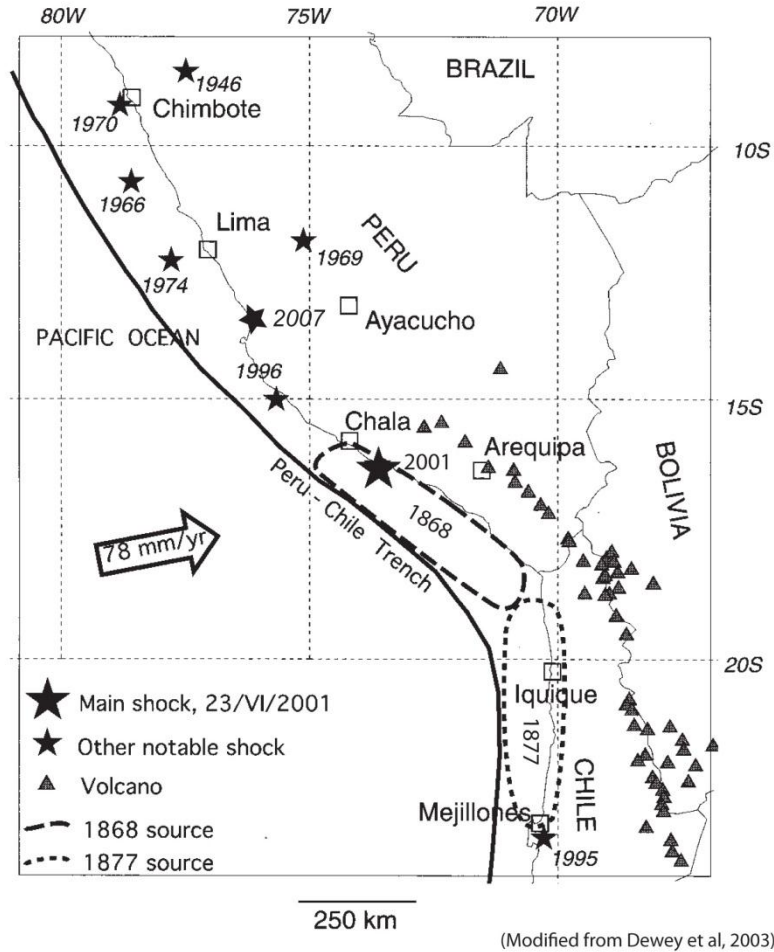 80W 75W 70W
BRAZIL
1946
Chimbote
1970
10S
1966
PERU
Lima
1969
1974
2007
Ayacucho
PACIFIC OCEAN
1996
15S
Chala
2001
Arequipa
BOLIVIA
1868
Peru - Chile Trench
78 mm/yr
20S
Iquique
1877
CHILE
Mejillones
1995
Main shock, 23/VI/2001
Other notable shock
Volcano
1868 source
1877 source
250 km
(Modified from Dewey et al, 2003)